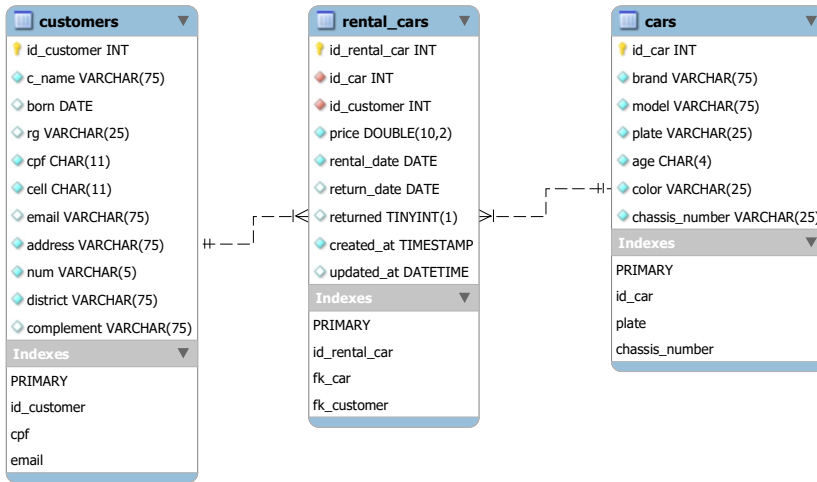 customers
id_customer INT
c_name VARCHAR(75)
born DATE
rg VARCHAR(25)
cpf CHAR(11)
cell CHAR(11)
email VARCHAR(75)
address VARCHAR(75)
num VARCHAR(5)
district VARCHAR(75)
complement VARCHAR(75)
Indexes
PRIMARY
id_customer
cpf
email
rental_cars
id_rental_car INT
id_car INT
id_customer INT
price DOUBLE(10,2)
rental_date DATE
return_date DATE
returned TINYINT(1)
created_at TIMESTAMP
updated_at DATETIME
Indexes
PRIMARY
id_rental_car
fk_car
fk_customer
cars
id_car INT
brand VARCHAR(75)
model VARCHAR(75)
plate VARCHAR(25)
age CHAR(4)
color VARCHAR(25)
chassis_number VARCHAR(25)
Indexes
PRIMARY
id_car
plate
chassis_number